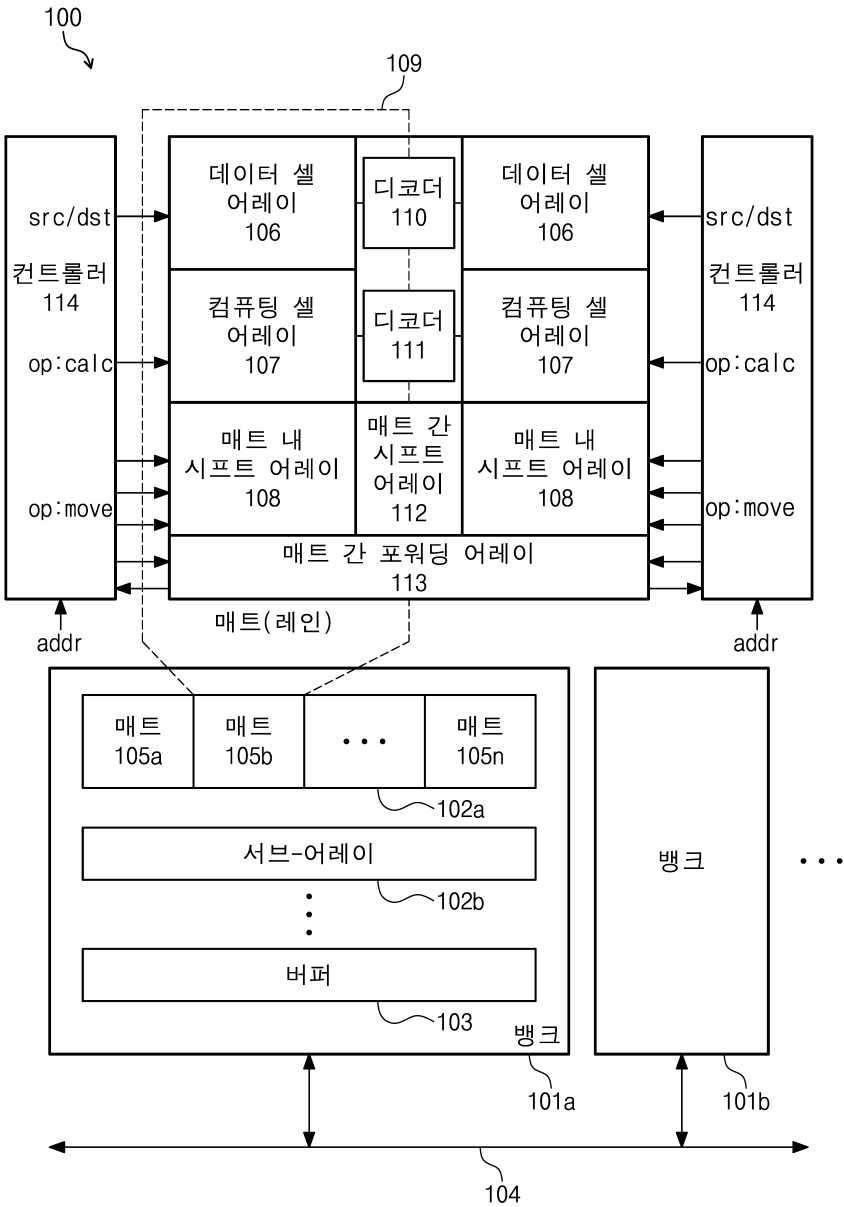 100
109
데이터 셀
어레이
106
디코더
110
데이터 셀
어레이
106
src/dst
src/dst
컨트롤러
114
컨트롤러
114
컴퓨팅 셀
어레이
107
디코더
111
컴퓨팅 셀
어레이
107
op:calc
op:calc
매트 내
시프트 어레이
108
매트 간
시프트
어레이
112
매트 내
시프트 어레이
108
op:move
op:move
매트 간 포워딩 어레이
113
매트(레인)
addr
addr
매트
105a
매트
105b
...
매트
105n
102a
서브-어레이
102b
버퍼
103
뱅크
101a
뱅크
101b
...
104